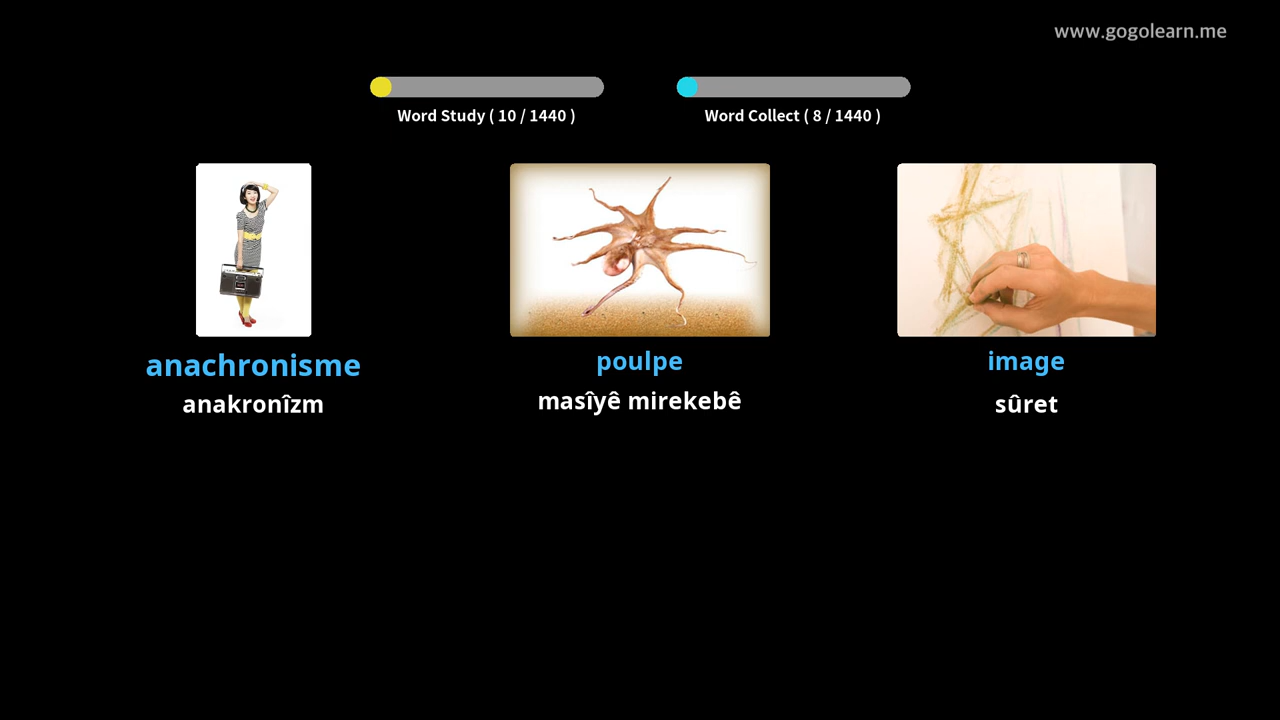 www.gogolearn.me
Word Study ( 10 / 1440 )
Word Collect ( 8 / 1440 )
anachronisme
anakronîzm
poulpe
masîyê mirekebê
image
sûret